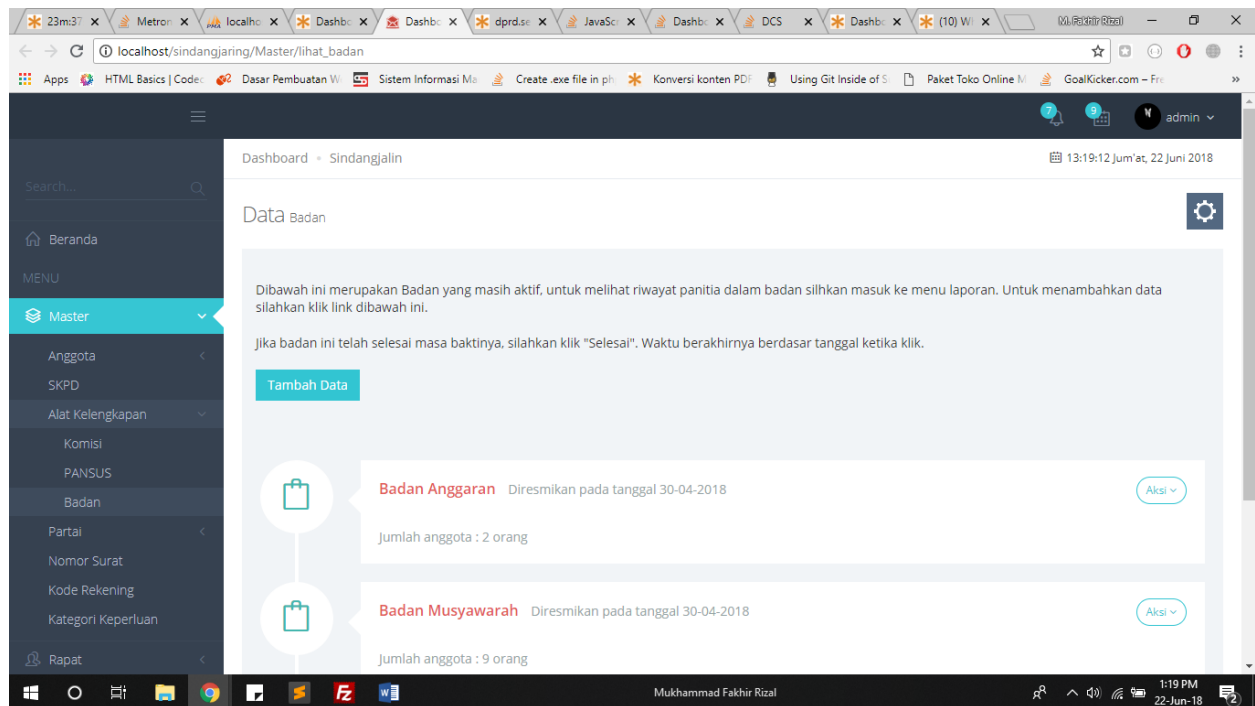 23m:37 Metron localho Dashbo Dashbo dprd.se JavaScr Dashbo DCS Dashbo (10) W M. Fakhir Rizal
localhost/sindangjaring/Master/lihat_badan
Apps HTML Basics | Codec Dasar Pembuatan W Sistem Informasi Ma Create .exe file in ph Konversi konten PDF Using Git Inside of S Paket Toko Online M GoalKicker.com – Fre »
7 9 admin
Dashboard Sindangjalin 13:19:12 Jum'at, 22 Juni 2018
Search...
Data Badan
Beranda
MENU
Master
Anggota
SKPD
Alat Kelengkapan
Komisi
PANSUS
Badan
Partai
Nomor Surat
Kode Rekening
Kategori Keperluan
Rapat
Dibawah ini merupakan Badan yang masih aktif, untuk melihat riwayat panitia dalam badan silhkan masuk ke menu laporan. Untuk menambahkan data
silahkan klik link dibawah ini.
Jika badan ini telah selesai masa baktinya, silahkan klik "Selesai". Waktu berakhirnya berdasar tanggal ketika klik.
Tambah Data
Badan Anggaran Diresmikan pada tanggal 30-04-2018 Aksi
Jumlah anggota : 2 orang
Badan Musyawarah Diresmikan pada tanggal 30-04-2018 Aksi
Jumlah anggota : 9 orang
Mukhammad Fakhir Rizal
1:19 PM
22-Jun-18
2